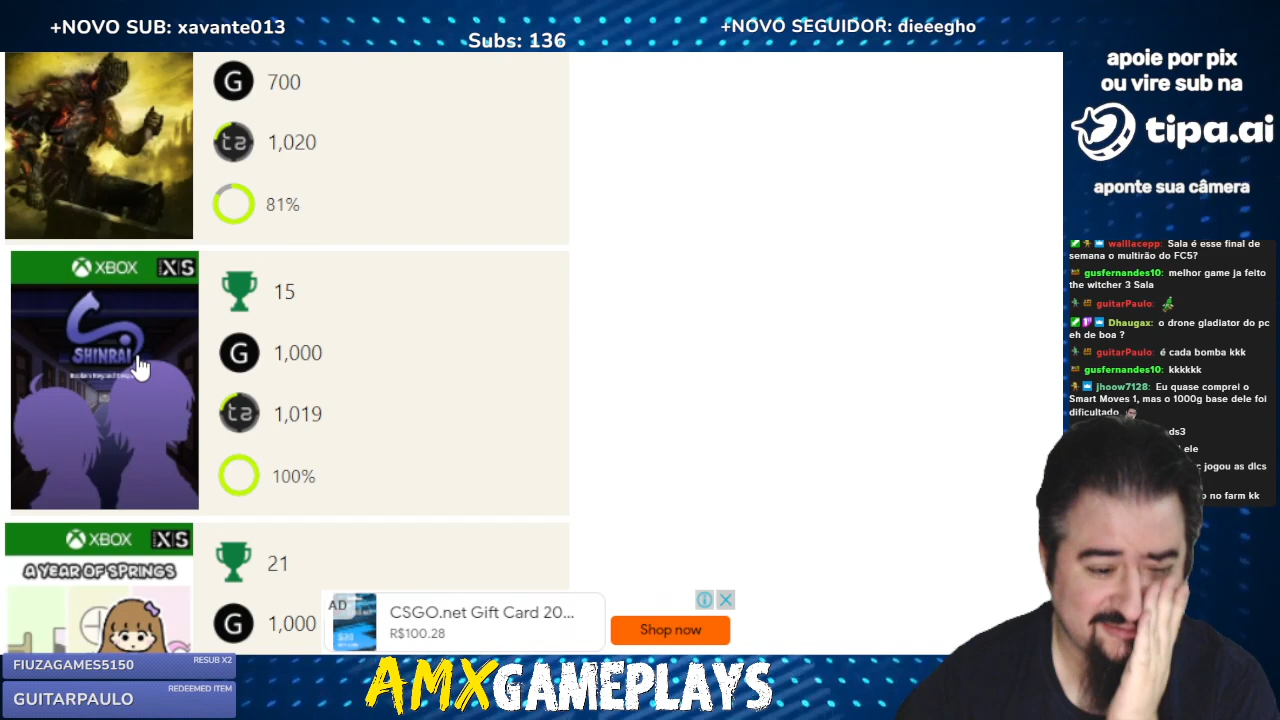 +NOVO SUB: xavante013
Subs: 136
+NOVO SEGUIDOR: dieeegho
apoie por pix
ou vire sub na
tipa.ai
aponte sua câmera
G 700
ta 1,020
81%
XBOX X|S
SHINRAI
15
G 1,000
ta 1,019
100%
XBOX X|S
A YEAR OF SPRINGS
21
G 1,000
AD
CSGO.net Gift Card 20...
R$100.28
Shop now
walllacepp: Sala é esse final de
semana o multirão do FC5?
gusfernandes10: melhor game ja feito
the witcher 3 Sala
guitarPaulo:
Dhaugax: o drone gladiator do pc
eh de boa ?
guitarPaulo: é cada bomba kkk
gusfernandes10: kkkkkk
jhoow7128: Eu quase comprei o
Smart Moves 1, mas o 1000g base dele foi
dificultado
ds3
ele
jogou as dlcs
no farm kk
FIUZAGAMES5150
RESUB X2
GUITARPAULO
REDEEMED ITEM
AMXGAMEPLAYS